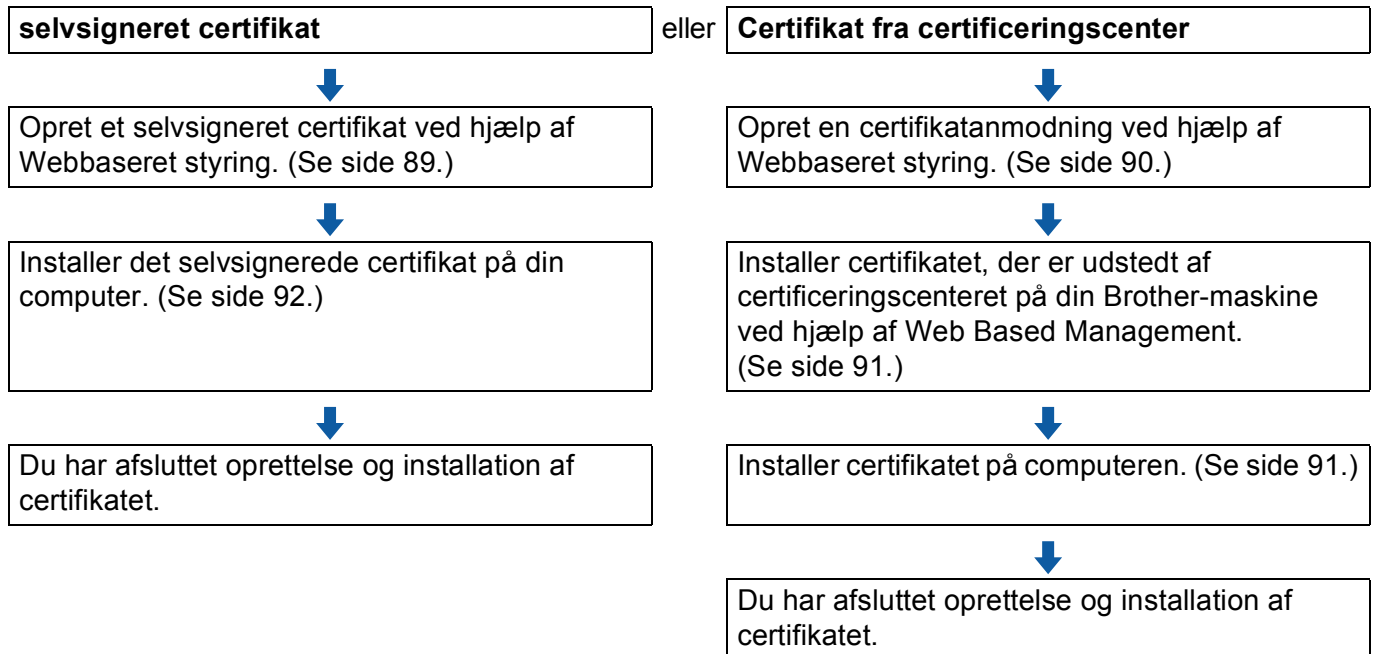 selvsigneret certifikat
eller
Certifikat fra certificeringscenter
Opret et selvsigneret certifikat ved hjælp af
Webbaseret styring. (Se side 89.)
Opret en certifikatanmodning ved hjælp af
Webbaseret styring. (Se side 90.)
Installer det selvsignerede certifikat på din
computer. (Se side 92.)
Installer certifikatet, der er udstedt af
certificeringscenteret på din Brother-maskine
ved hjælp af Web Based Management.
(Se side 91.)
Du har afsluttet oprettelse og installation af
certifikatet.
Installer certifikatet på computeren. (Se side 91.)
Du har afsluttet oprettelse og installation af
certifikatet.